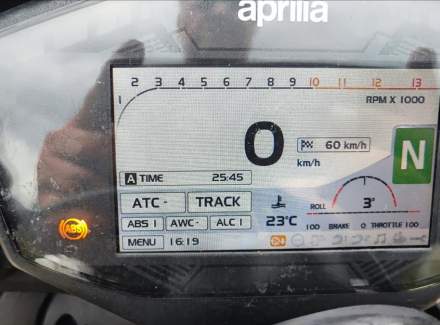 aprilia
2 3 4 5 6 7 8 9 10 11 12 13
1
RPM X 1000
0 60 km/h
km/h
N
A TIME 25:45
ATC - TRACK
ABS 1 AWC - ALC 1
23°C
ROLL 3°
ABS
MENU 16:19
100 BRAKE 0 THROTTLE 100